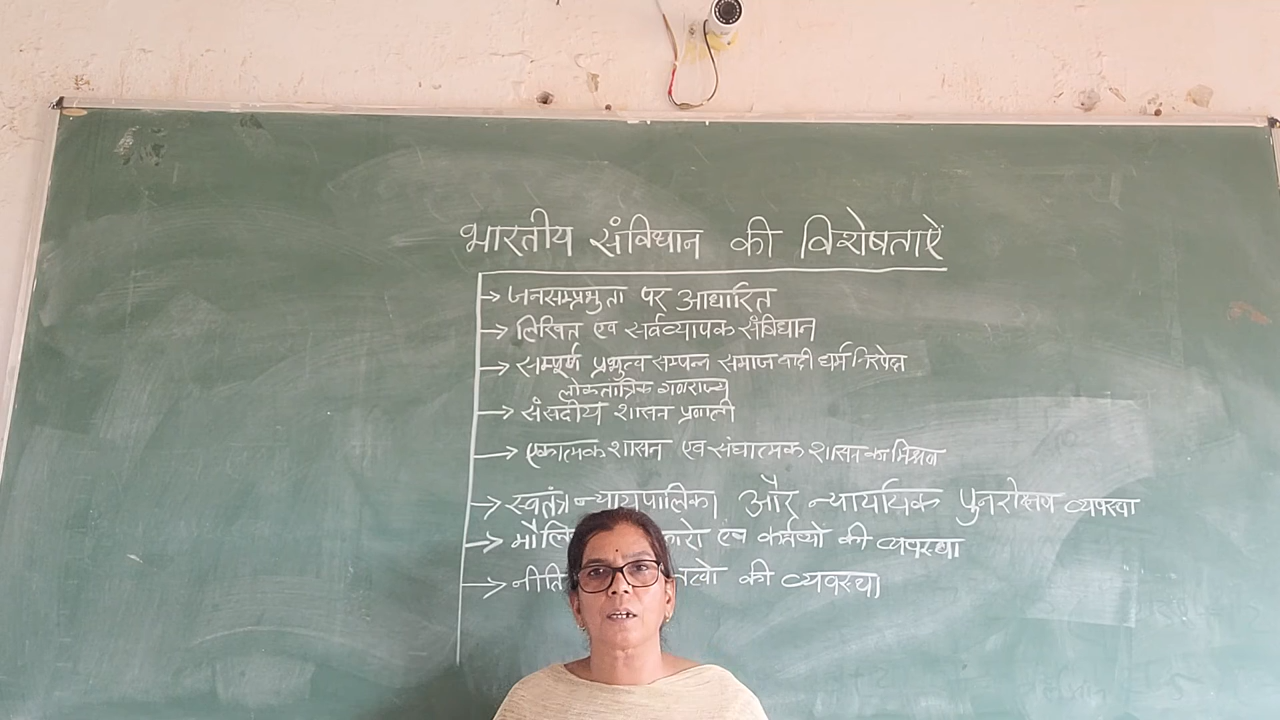 भारतीय संविधान की विशेषताऐं
→ जनसम्प्रभुता पर आधारित
→ लिखित एवं सर्वव्यापक संविधान
→ सम्पूर्ण प्रभुत्व सम्पन्न समाजवादी धर्म निरपेक्ष
लोकतांत्रिक गणराज्य
→ संसदीय शासन प्रणाली
→ एकात्मक शासन एवं संघात्मक शासन का मिश्रण
→ स्वतंत्र न्यायपालिका और न्यायायिक पुनरोक्षण व्यवस्था
→ एवं कर्तव्यो की व्यवस्था
→ नीति की व्यवस्था